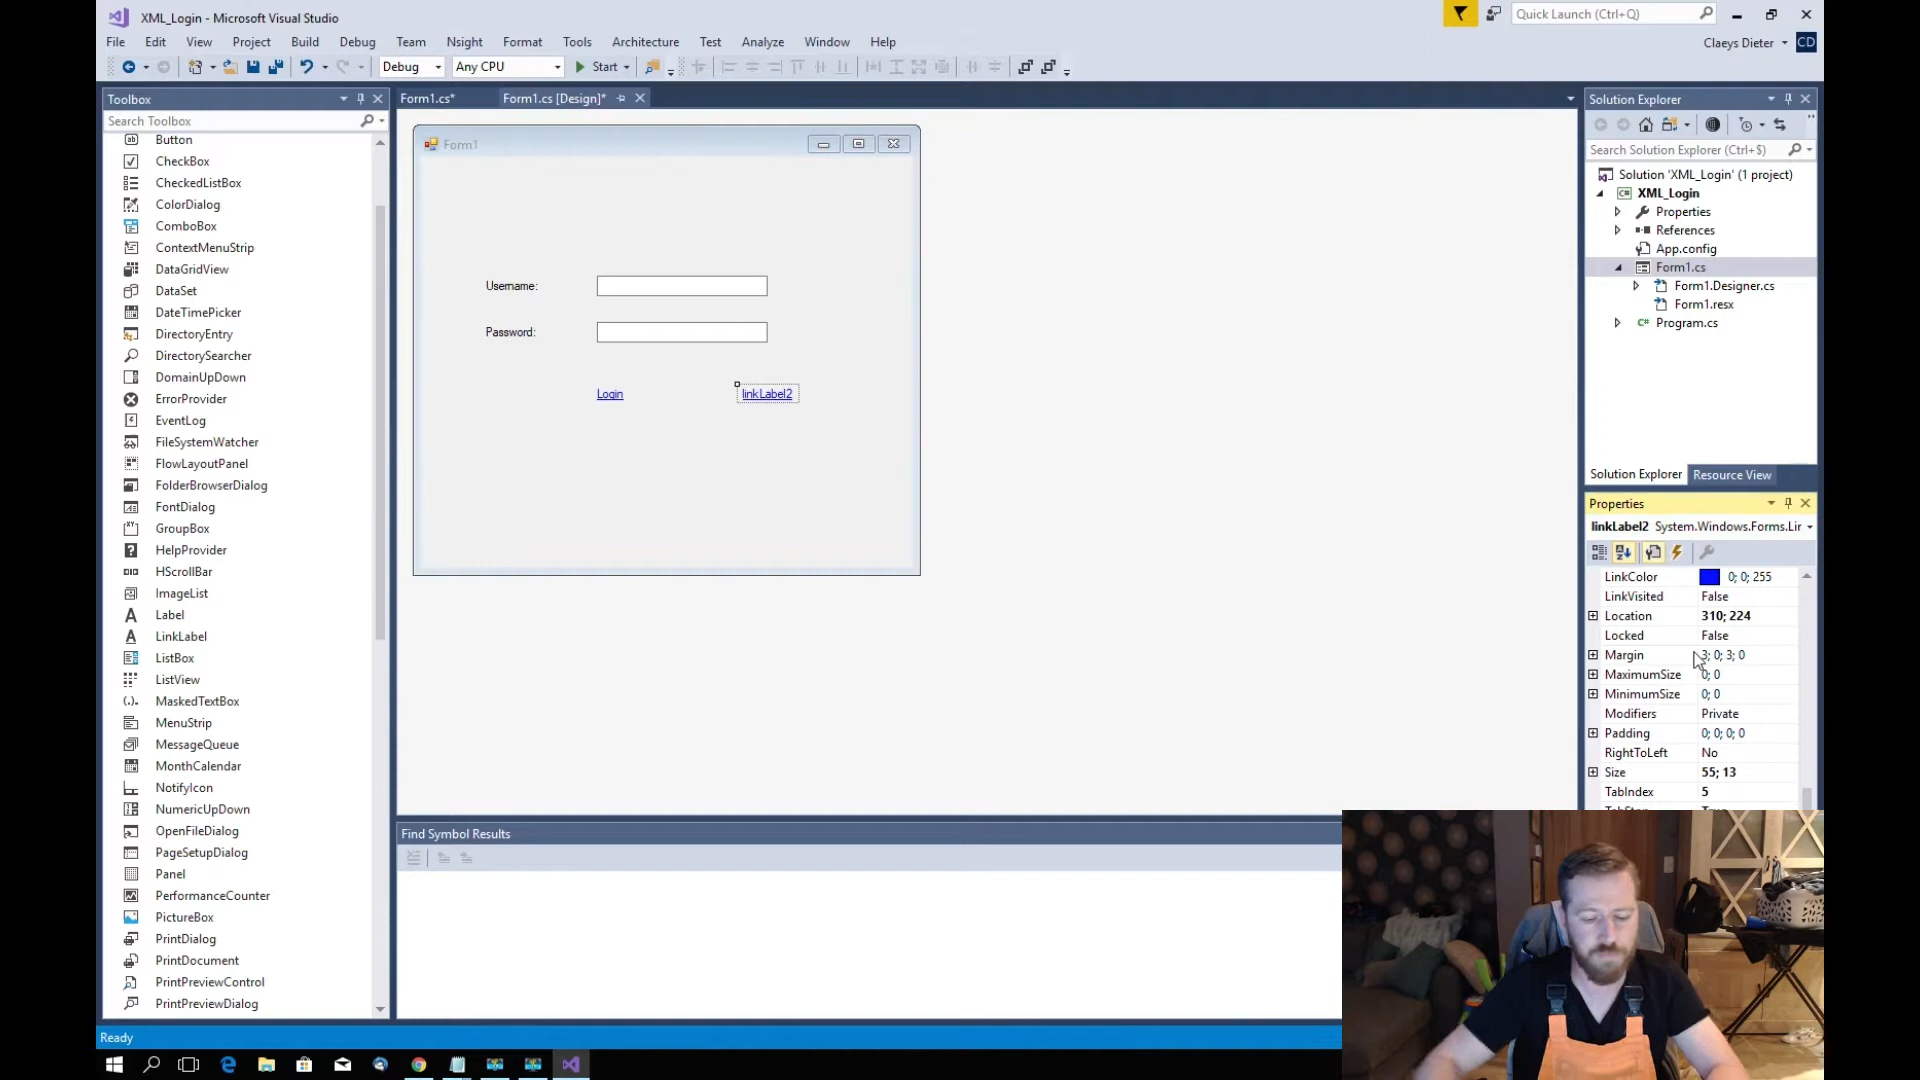 XML_Login - Microsoft Visual Studio
Quick Launch (Ctrl+Q)
File Edit View Project Build Debug Team Nsight Format Tools Architecture Test Analyze Window Help
Claeys Dieter CD
Debug Any CPU Start
Toolbox
Search Toolbox
Button
CheckBox
CheckedListBox
ColorDialog
ComboBox
ContextMenuStrip
DataGridView
DataSet
DateTimePicker
DirectoryEntry
DirectorySearcher
DomainUpDown
ErrorProvider
EventLog
FileSystemWatcher
FlowLayoutPanel
FolderBrowserDialog
FontDialog
GroupBox
HelpProvider
HScrollBar
ImageList
Label
LinkLabel
ListBox
ListView
MaskedTextBox
MenuStrip
MessageQueue
MonthCalendar
NotifyIcon
NumericUpDown
OpenFileDialog
PageSetupDialog
Panel
PerformanceCounter
PictureBox
PrintDialog
PrintDocument
PrintPreviewControl
PrintPreviewDialog
Form1.cs* Form1.cs [Design]*
Form1
Username:
Password:
Login linkLabel2
Find Symbol Results
Solution Explorer
Search Solution Explorer (Ctrl+$)
Solution 'XML_Login' (1 project)
XML_Login
Properties
References
App.config
Form1.cs
Form1.Designer.cs
Form1.resx
Program.cs
Solution Explorer Resource View
Properties
linkLabel2 System.Windows.Forms.Lir
LinkColor 0; 0; 255
LinkVisited False
Location 310; 224
Locked False
Margin 3; 0; 3; 0
MaximumSize 0; 0
MinimumSize 0; 0
Modifiers Private
Padding 0; 0; 0; 0
RightToLeft No
Size 55; 13
TabIndex 5
Ready